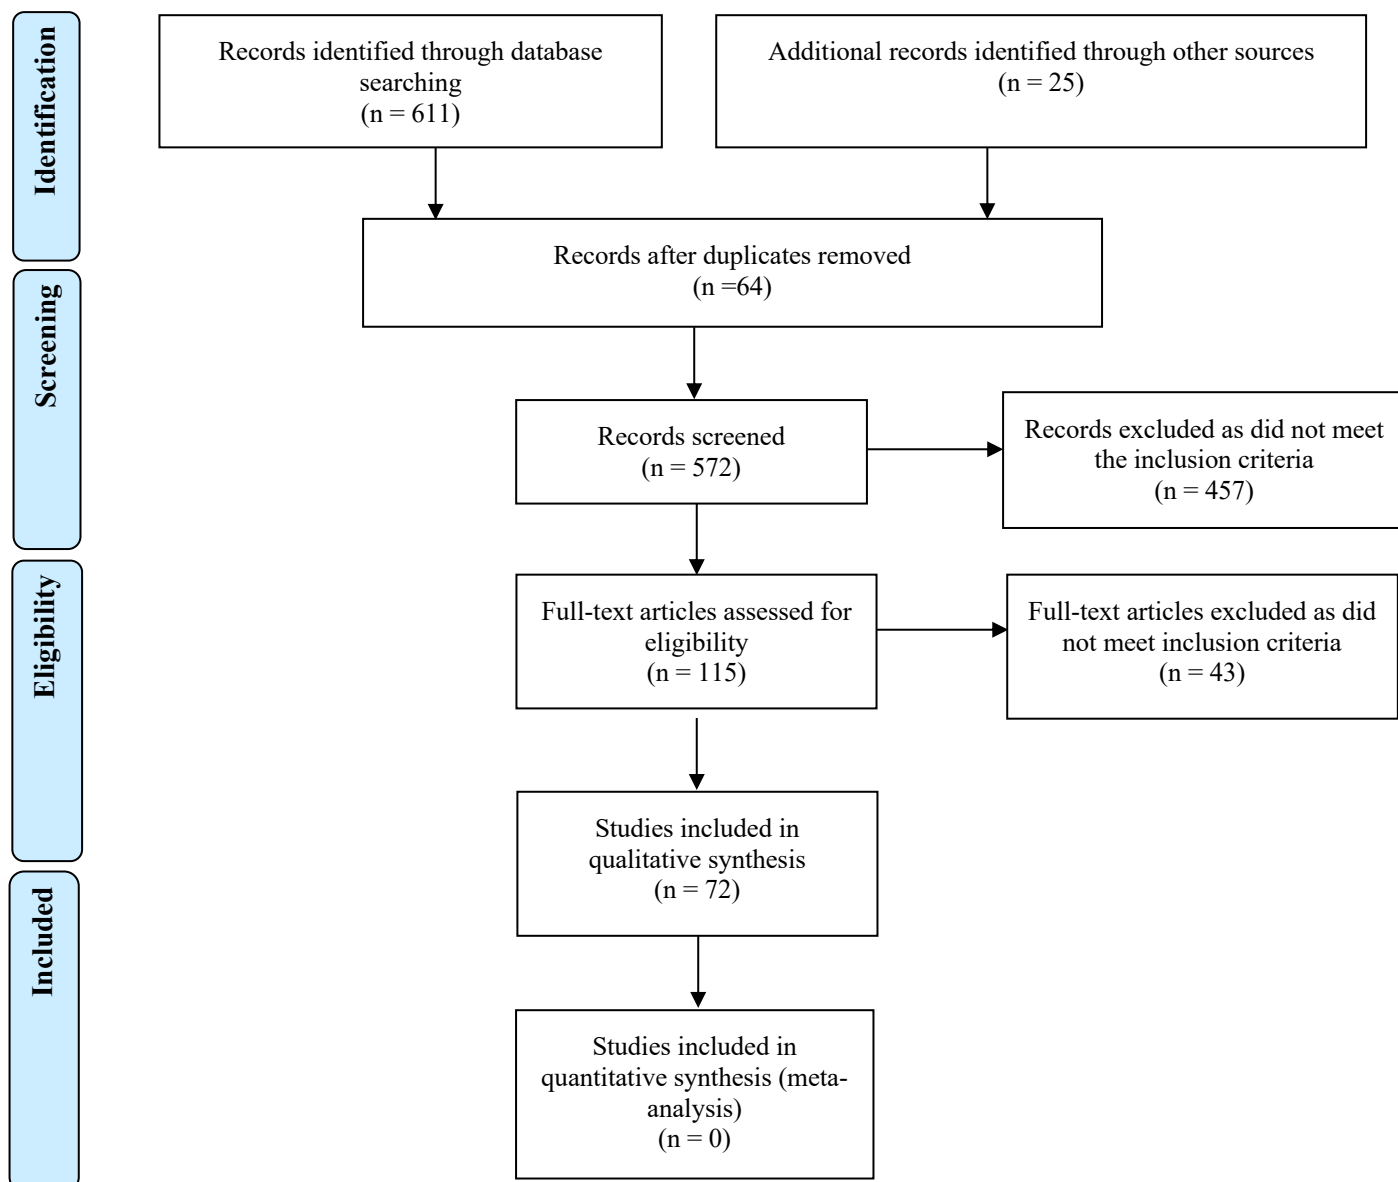 Identification
Records identified through database
searching
(n = 611)
Additional records identified through other sources
(n = 25)
Records after duplicates removed
(n =64)
Screening
Records screened
(n = 572)
Records excluded as did not meet
the inclusion criteria
(n = 457)
Eligibility
Full-text articles assessed for
eligibility
(n = 115)
Full-text articles excluded as did
not meet inclusion criteria
(n = 43)
Studies included in
qualitative synthesis
(n = 72)
Included
Studies included in
quantitative synthesis (meta-
analysis)
(n = 0)